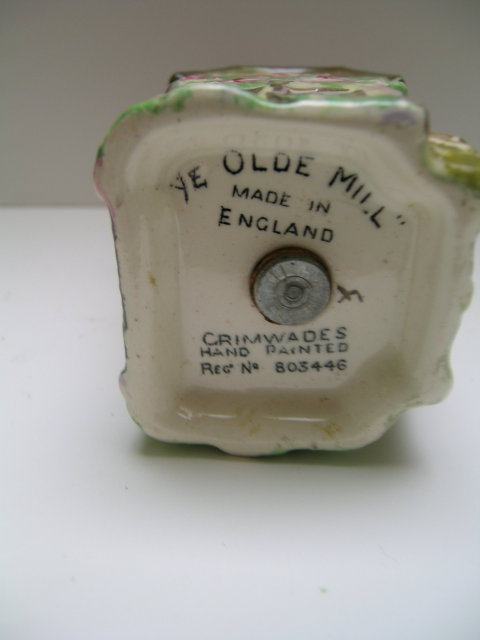 YE OLDE MILL"
MADE IN
ENGLAND
GRIMWADES
HAND PAINTED
REGD No. 803446